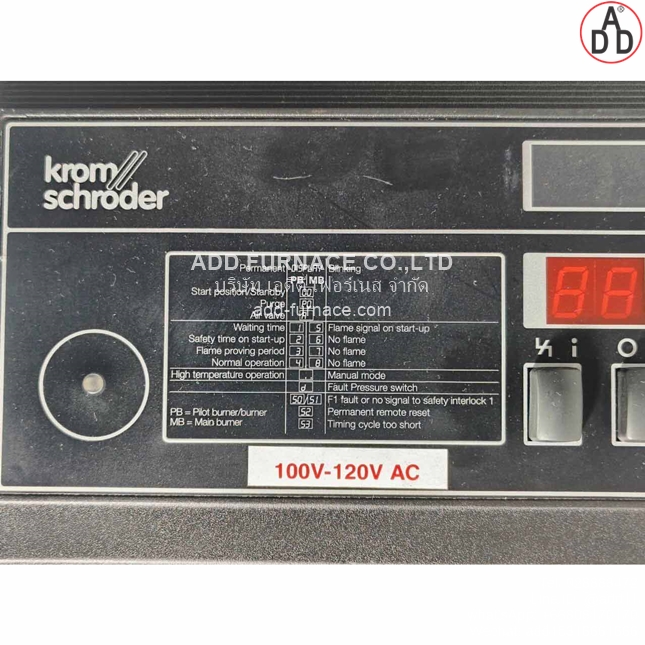 ADD
®
krom//
schröder
ADD FURNACE CO.,LTD
บริษัท เอดีดี เฟอร์เนส จำกัด
add-furnace.com
Permanent DISPLAY Blinking
PB MB
Start position/Standby 00
Purge P0
Air valve A
Waiting time 1 5 Flame signal on start-up
Safety time on start-up 2 6 No flame
Flame proving period 3 7 No flame
Normal operation 4 8 No flame
High temperature operation Manual mode
d Fault Pressure switch
50/51 F1 fault or no signal to safety interlock 1
PB = Pilot burner/burner 52 Permanent remote reset
MB = Main burner 53 Timing cycle too short
88
i O
100V-120V AC